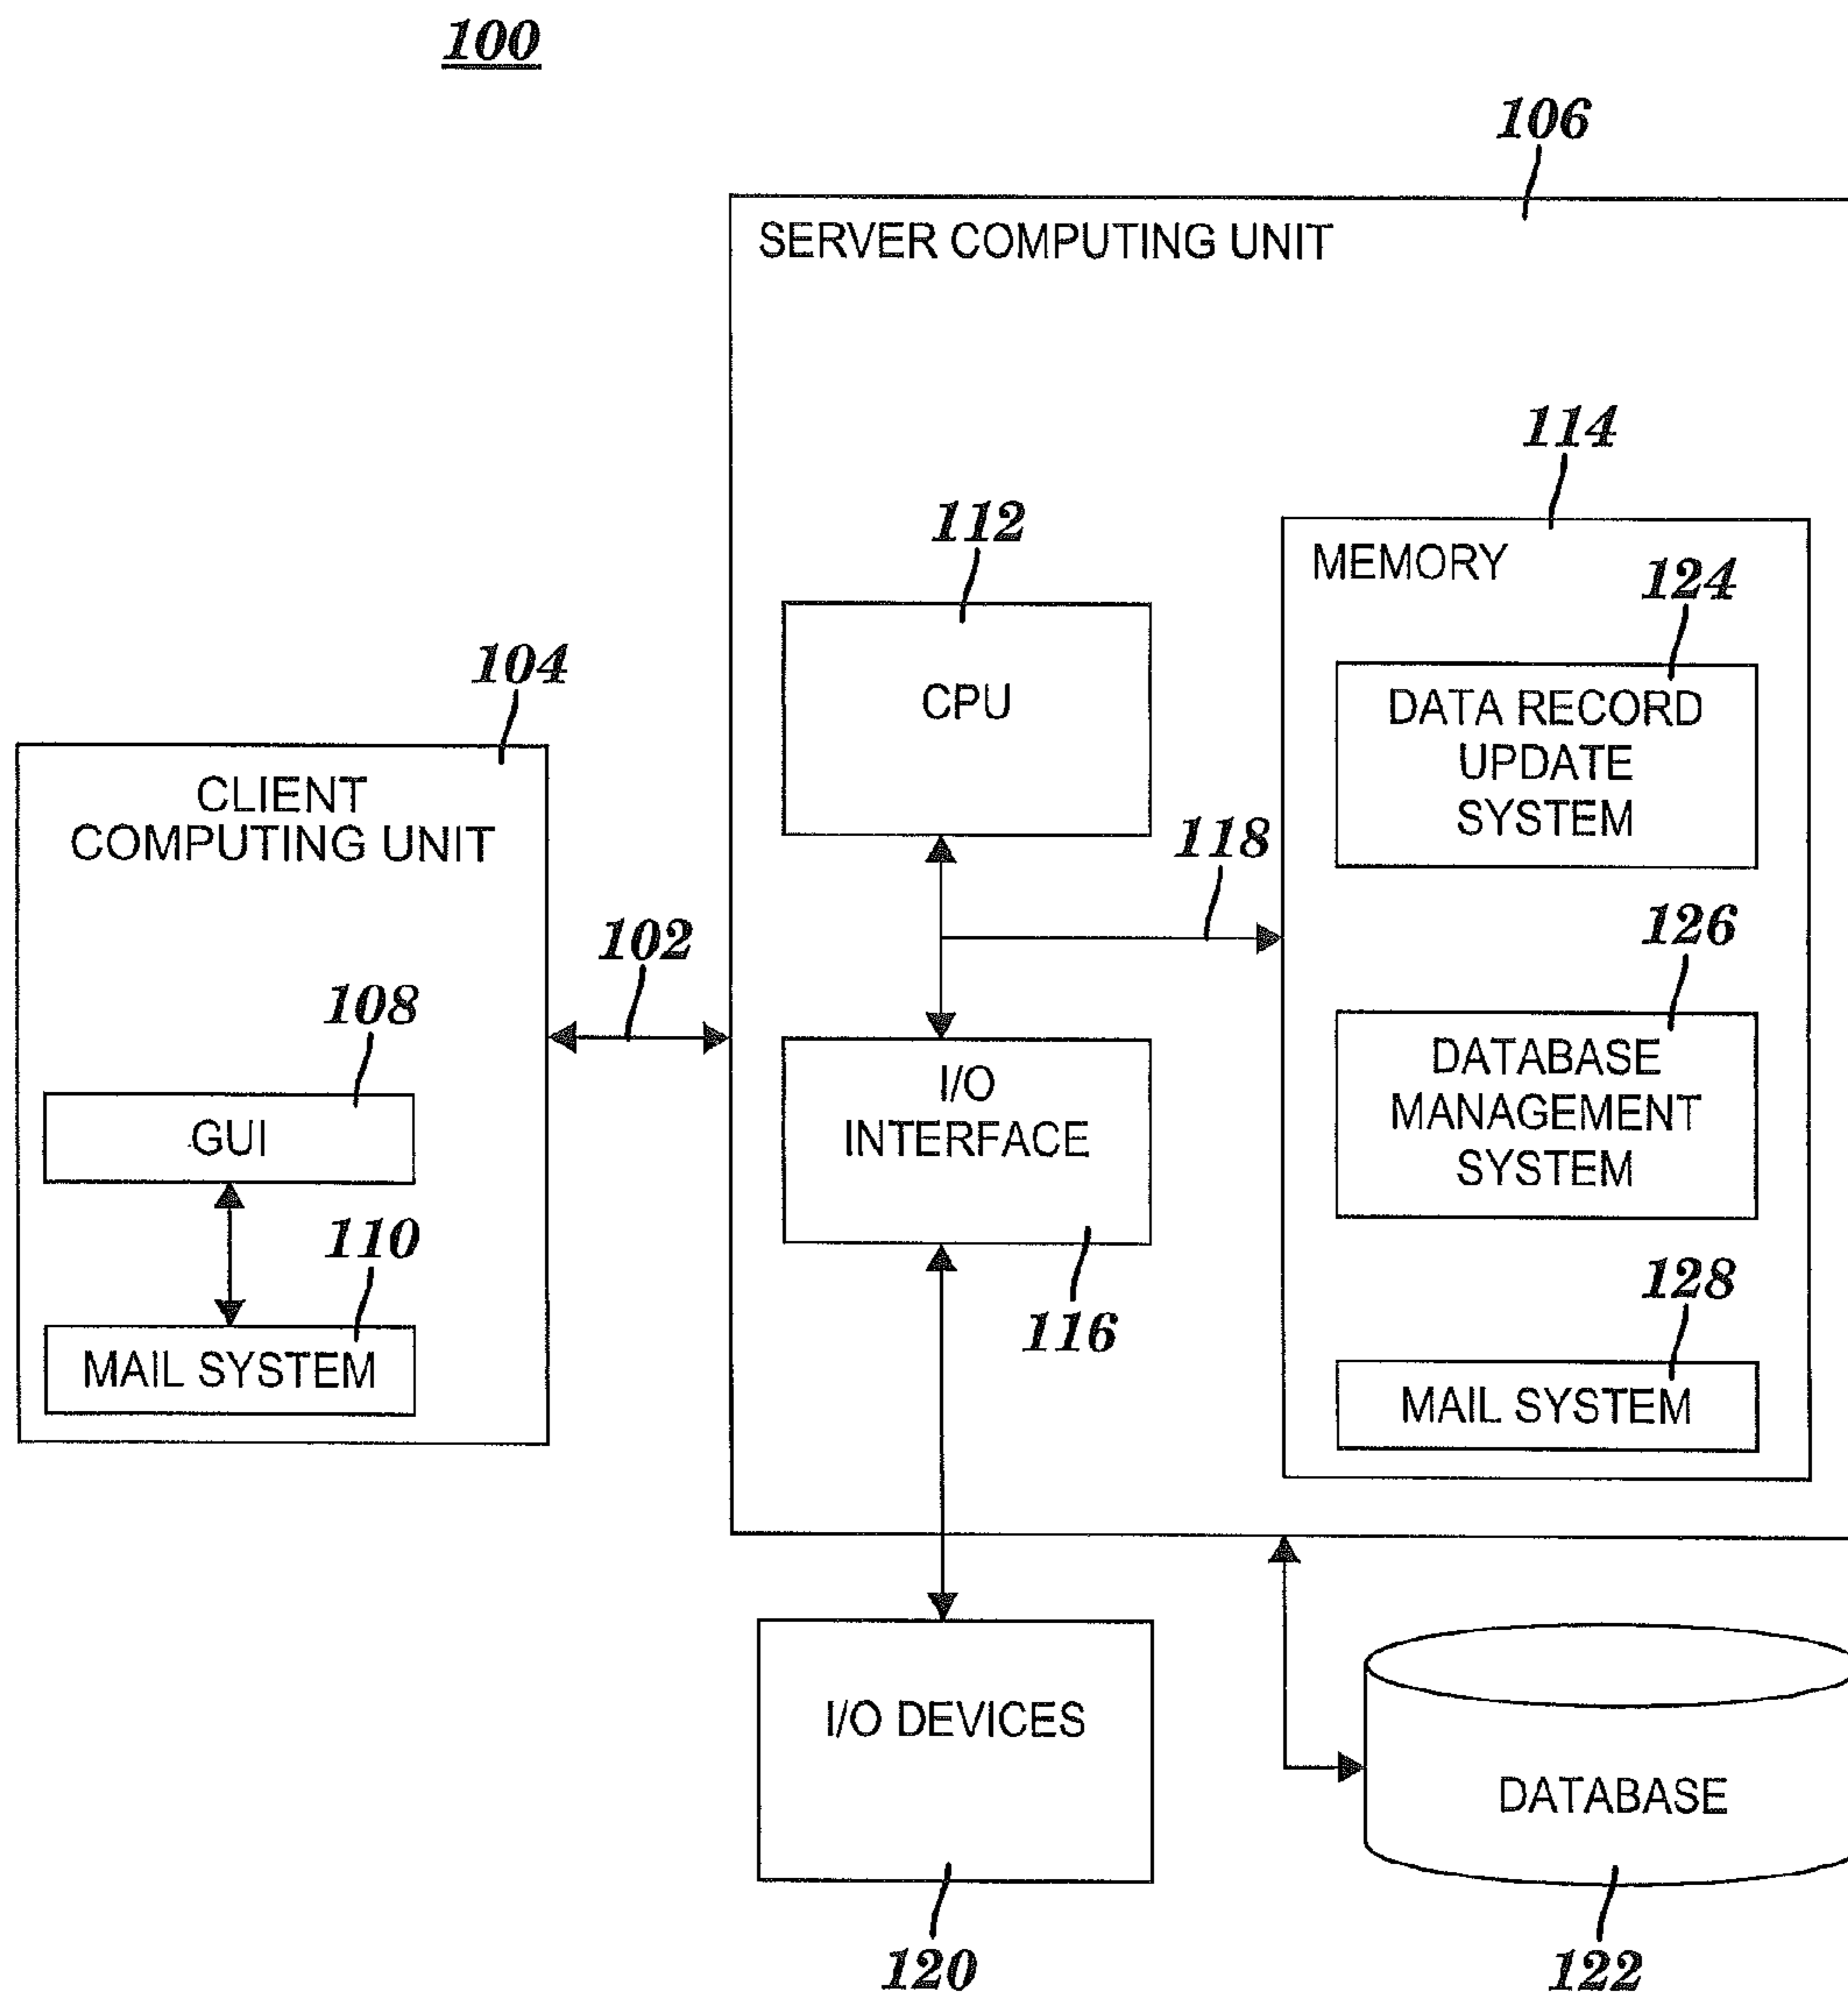 100
106
SERVER COMPUTING UNIT
114
112
MEMORY
124
CPU
DATA RECORD
UPDATE
SYSTEM
104
CLIENT
COMPUTING UNIT
118
102
126
108
GUI
I/O
INTERFACE
DATABASE
MANAGEMENT
SYSTEM
110
MAIL SYSTEM
116
128
MAIL SYSTEM
I/O DEVICES
DATABASE
120
122